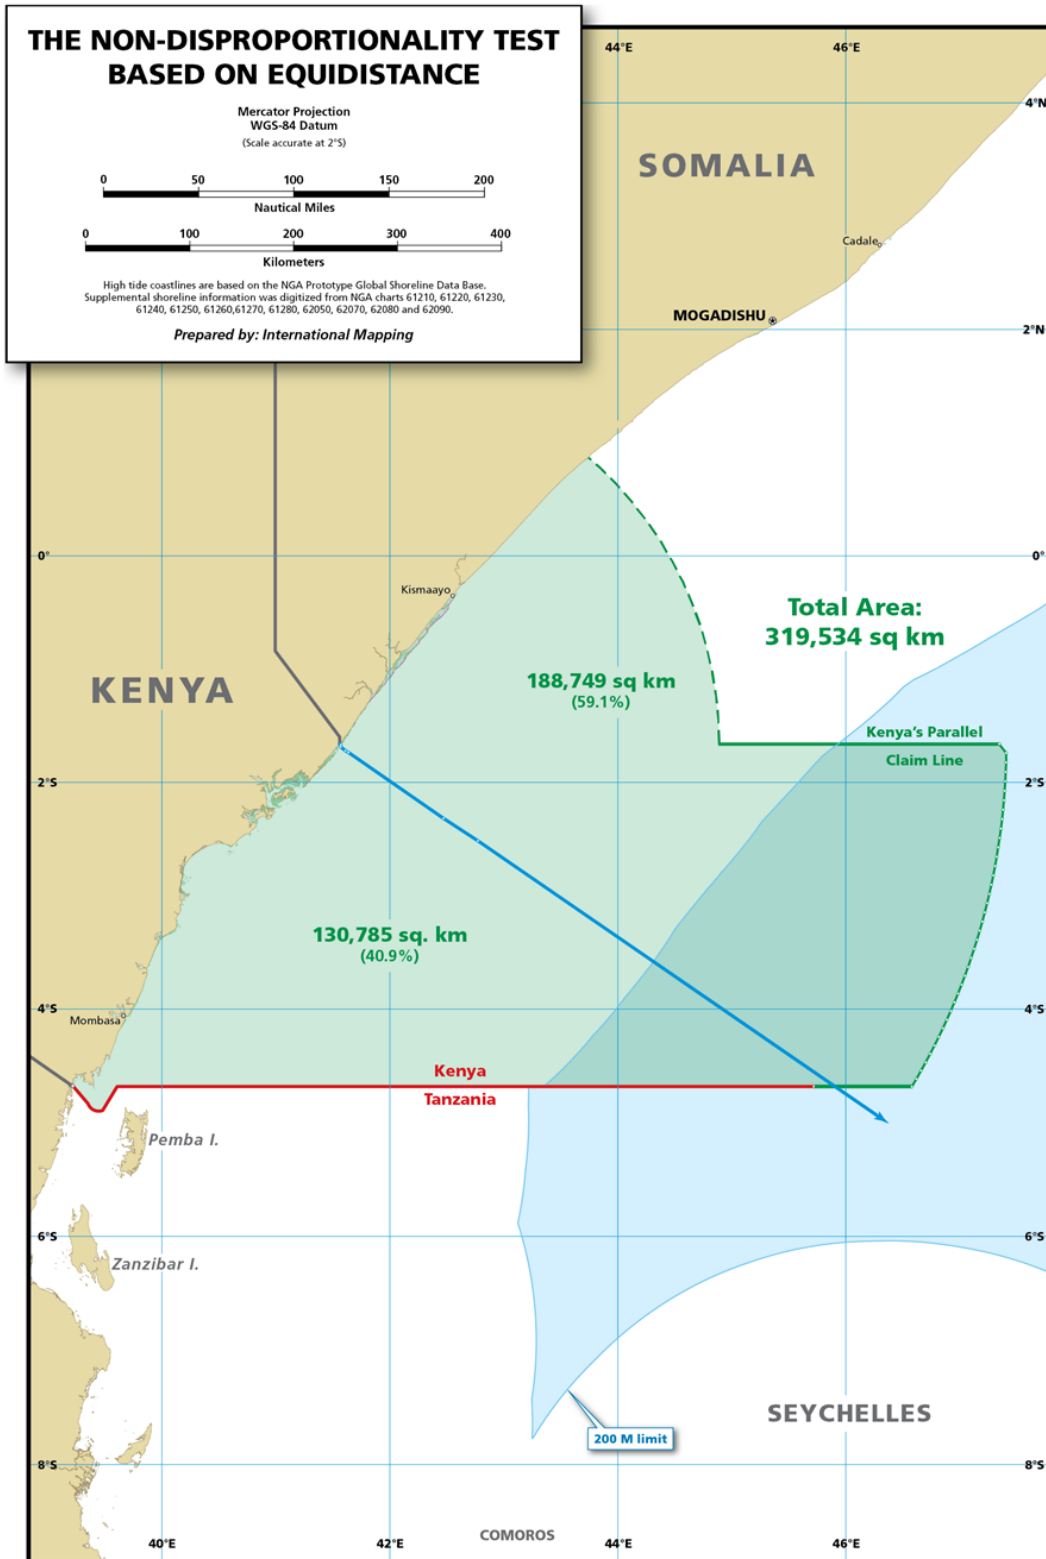 THE NON-DISPROPORTIONALITY TEST
BASED ON EQUIDISTANCE
Mercator Projection
WGS-84 Datum
(Scale accurate at 2°S)
0 50 100 150 200
Nautical Miles
0 100 200 300 400
Kilometers
High tide coastlines are based on the NGA Prototype Global Shoreline Data Base.
Supplemental shoreline information was digitized from NGA charts 61210, 61220, 61230,
61240, 61250, 61260,61270, 61280, 62050, 62070, 62080 and 62090.
Prepared by: International Mapping
44°E
46°E
4°N
SOMALIA
Cadale
MOGADISHU
2°N
0°
0°
Kismaayo
Total Area:
319,534 sq km
KENYA
188,749 sq km
(59.1%)
Kenya's Parallel
Claim Line
2°S
2°S
130,785 sq. km
(40.9%)
4°S
4°S
Mombasa
Kenya
Tanzania
Pemba I.
6°S
6°S
Zanzibar I.
SEYCHELLES
200 M limit
8°S
8°S
COMOROS
40°E
42°E
44°E
46°E